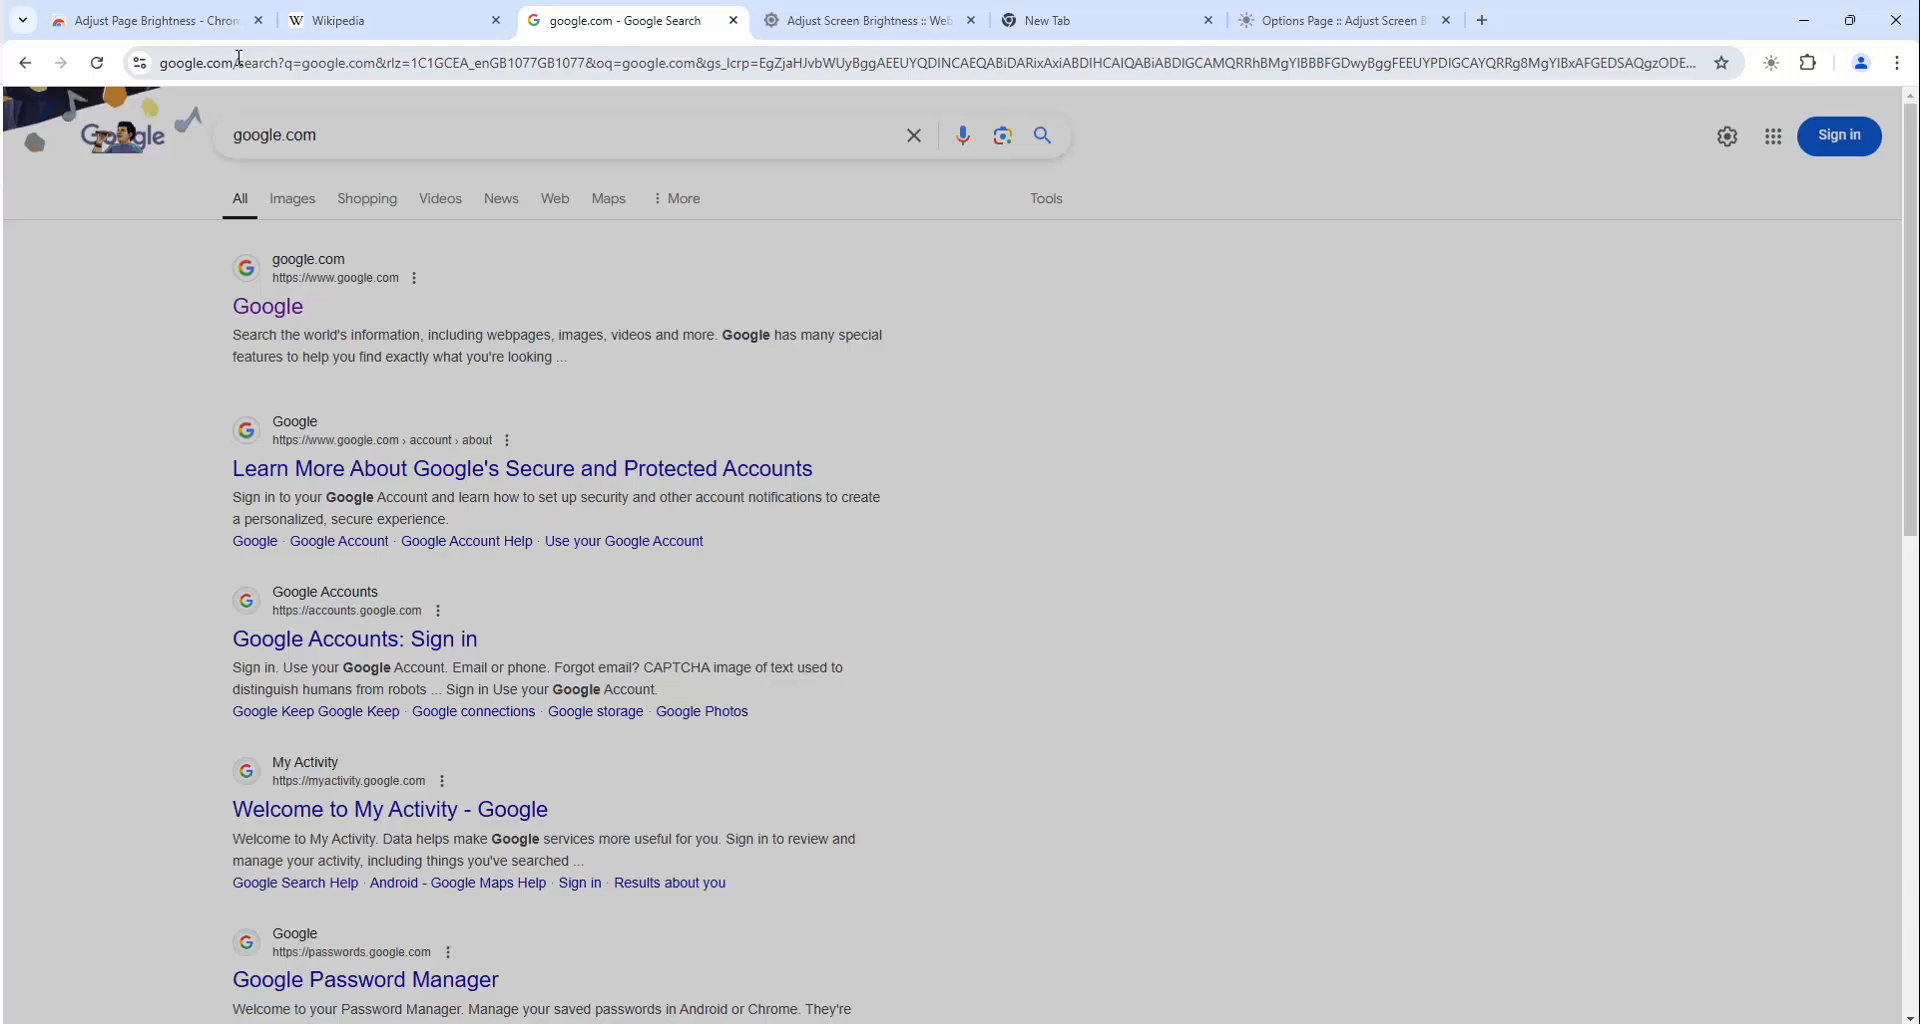 Adjust Page Brightness - Chrom
Wikipedia
google.com - Google Search
Adjust Screen Brightness :: Web
New Tab
Options Page :: Adjust Screen B
google.com/search?q=google.com&rlz=1C1GCEA_enGB1077GB1077&oq=google.com&gs_lcrp=EgZjaHJvbWUyBggAEEUYQDINCAEQABiDARixAxiABDIHCAIQABiABDIGCAMQRRhBMgYIBBBFGDwyBggFEEUYPDIGCAYQRRg8MgYIBxAFGEDSAQgzODE...
Google
google.com
Sign in
All
Images
Shopping
Videos
News
Web
Maps
More
Tools
google.com
https://www.google.com
Google
Search the world's information, including webpages, images, videos and more. Google has many special
features to help you find exactly what you're looking ...
Google
https://www.google.com › account › about
Learn More About Google's Secure and Protected Accounts
Sign in to your Google Account and learn how to set up security and other account notifications to create
a personalized, secure experience.
Google · Google Account · Google Account Help · Use your Google Account
Google Accounts
https://accounts.google.com
Google Accounts: Sign in
Sign in. Use your Google Account. Email or phone. Forgot email? CAPTCHA image of text used to
distinguish humans from robots ... Sign in Use your Google Account.
Google Keep Google Keep · Google connections · Google storage · Google Photos
My Activity
https://myactivity.google.com
Welcome to My Activity - Google
Welcome to My Activity. Data helps make Google services more useful for you. Sign in to review and
manage your activity, including things you've searched ...
Google Search Help · Android - Google Maps Help · Sign in · Results about you
Google
https://passwords.google.com
Google Password Manager
Welcome to your Password Manager. Manage your saved passwords in Android or Chrome. They're